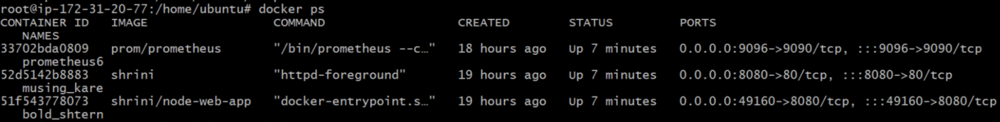 root@ip-172-31-20-77:/home/ubuntu# docker ps
CONTAINER ID   IMAGE                 COMMAND                  CREATED        STATUS         PORTS
   NAMES
33702bda0809   prom/prometheus       "/bin/prometheus --c…"   18 hours ago   Up 7 minutes   0.0.0.0:9096->9090/tcp, :::9096->9090/tcp
   prometheus6
52d5142b8883   shrini                "httpd-foreground"       19 hours ago   Up 7 minutes   0.0.0.0:8080->80/tcp, :::8080->80/tcp
   musing_kare
51f543778073   shrini/node-web-app   "docker-entrypoint.s…"   19 hours ago   Up 7 minutes   0.0.0.0:49160->8080/tcp, :::49160->8080/tcp
   bold_shtern